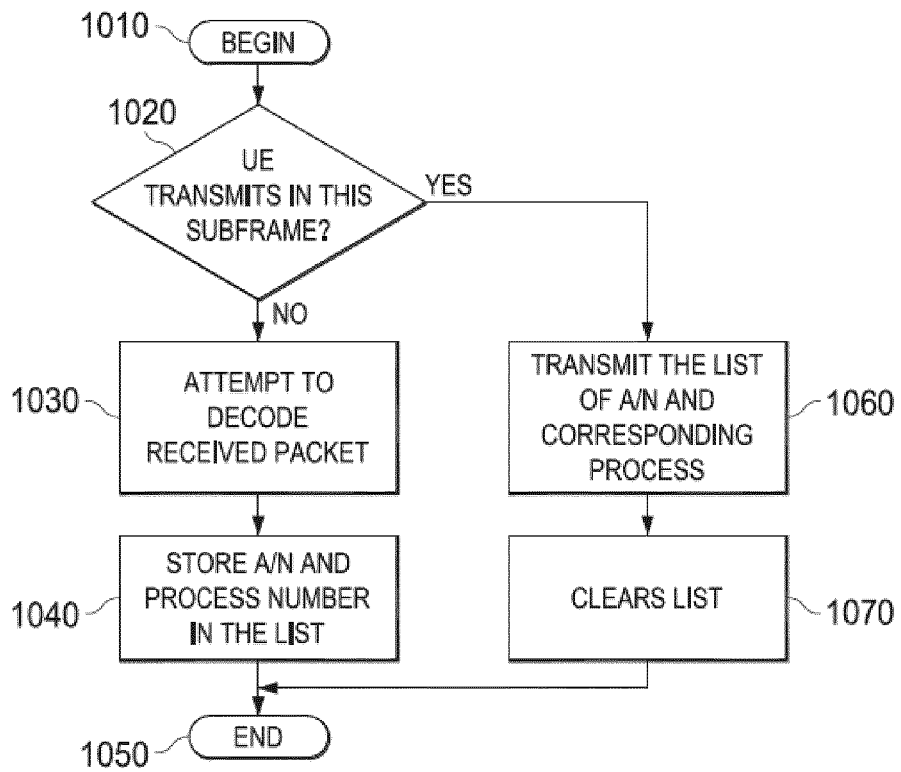 1010
BEGIN
1020
UE
TRANSMITS IN THIS
SUBFRAME?
YES
NO
1030
ATTEMPT TO
DECODE
RECEIVED PACKET
TRANSMIT THE LIST
OF A/N AND
CORRESPONDING
PROCESS
1060
1040
STORE A/N AND
PROCESS NUMBER
IN THE LIST
CLEARS LIST
1070
1050
END